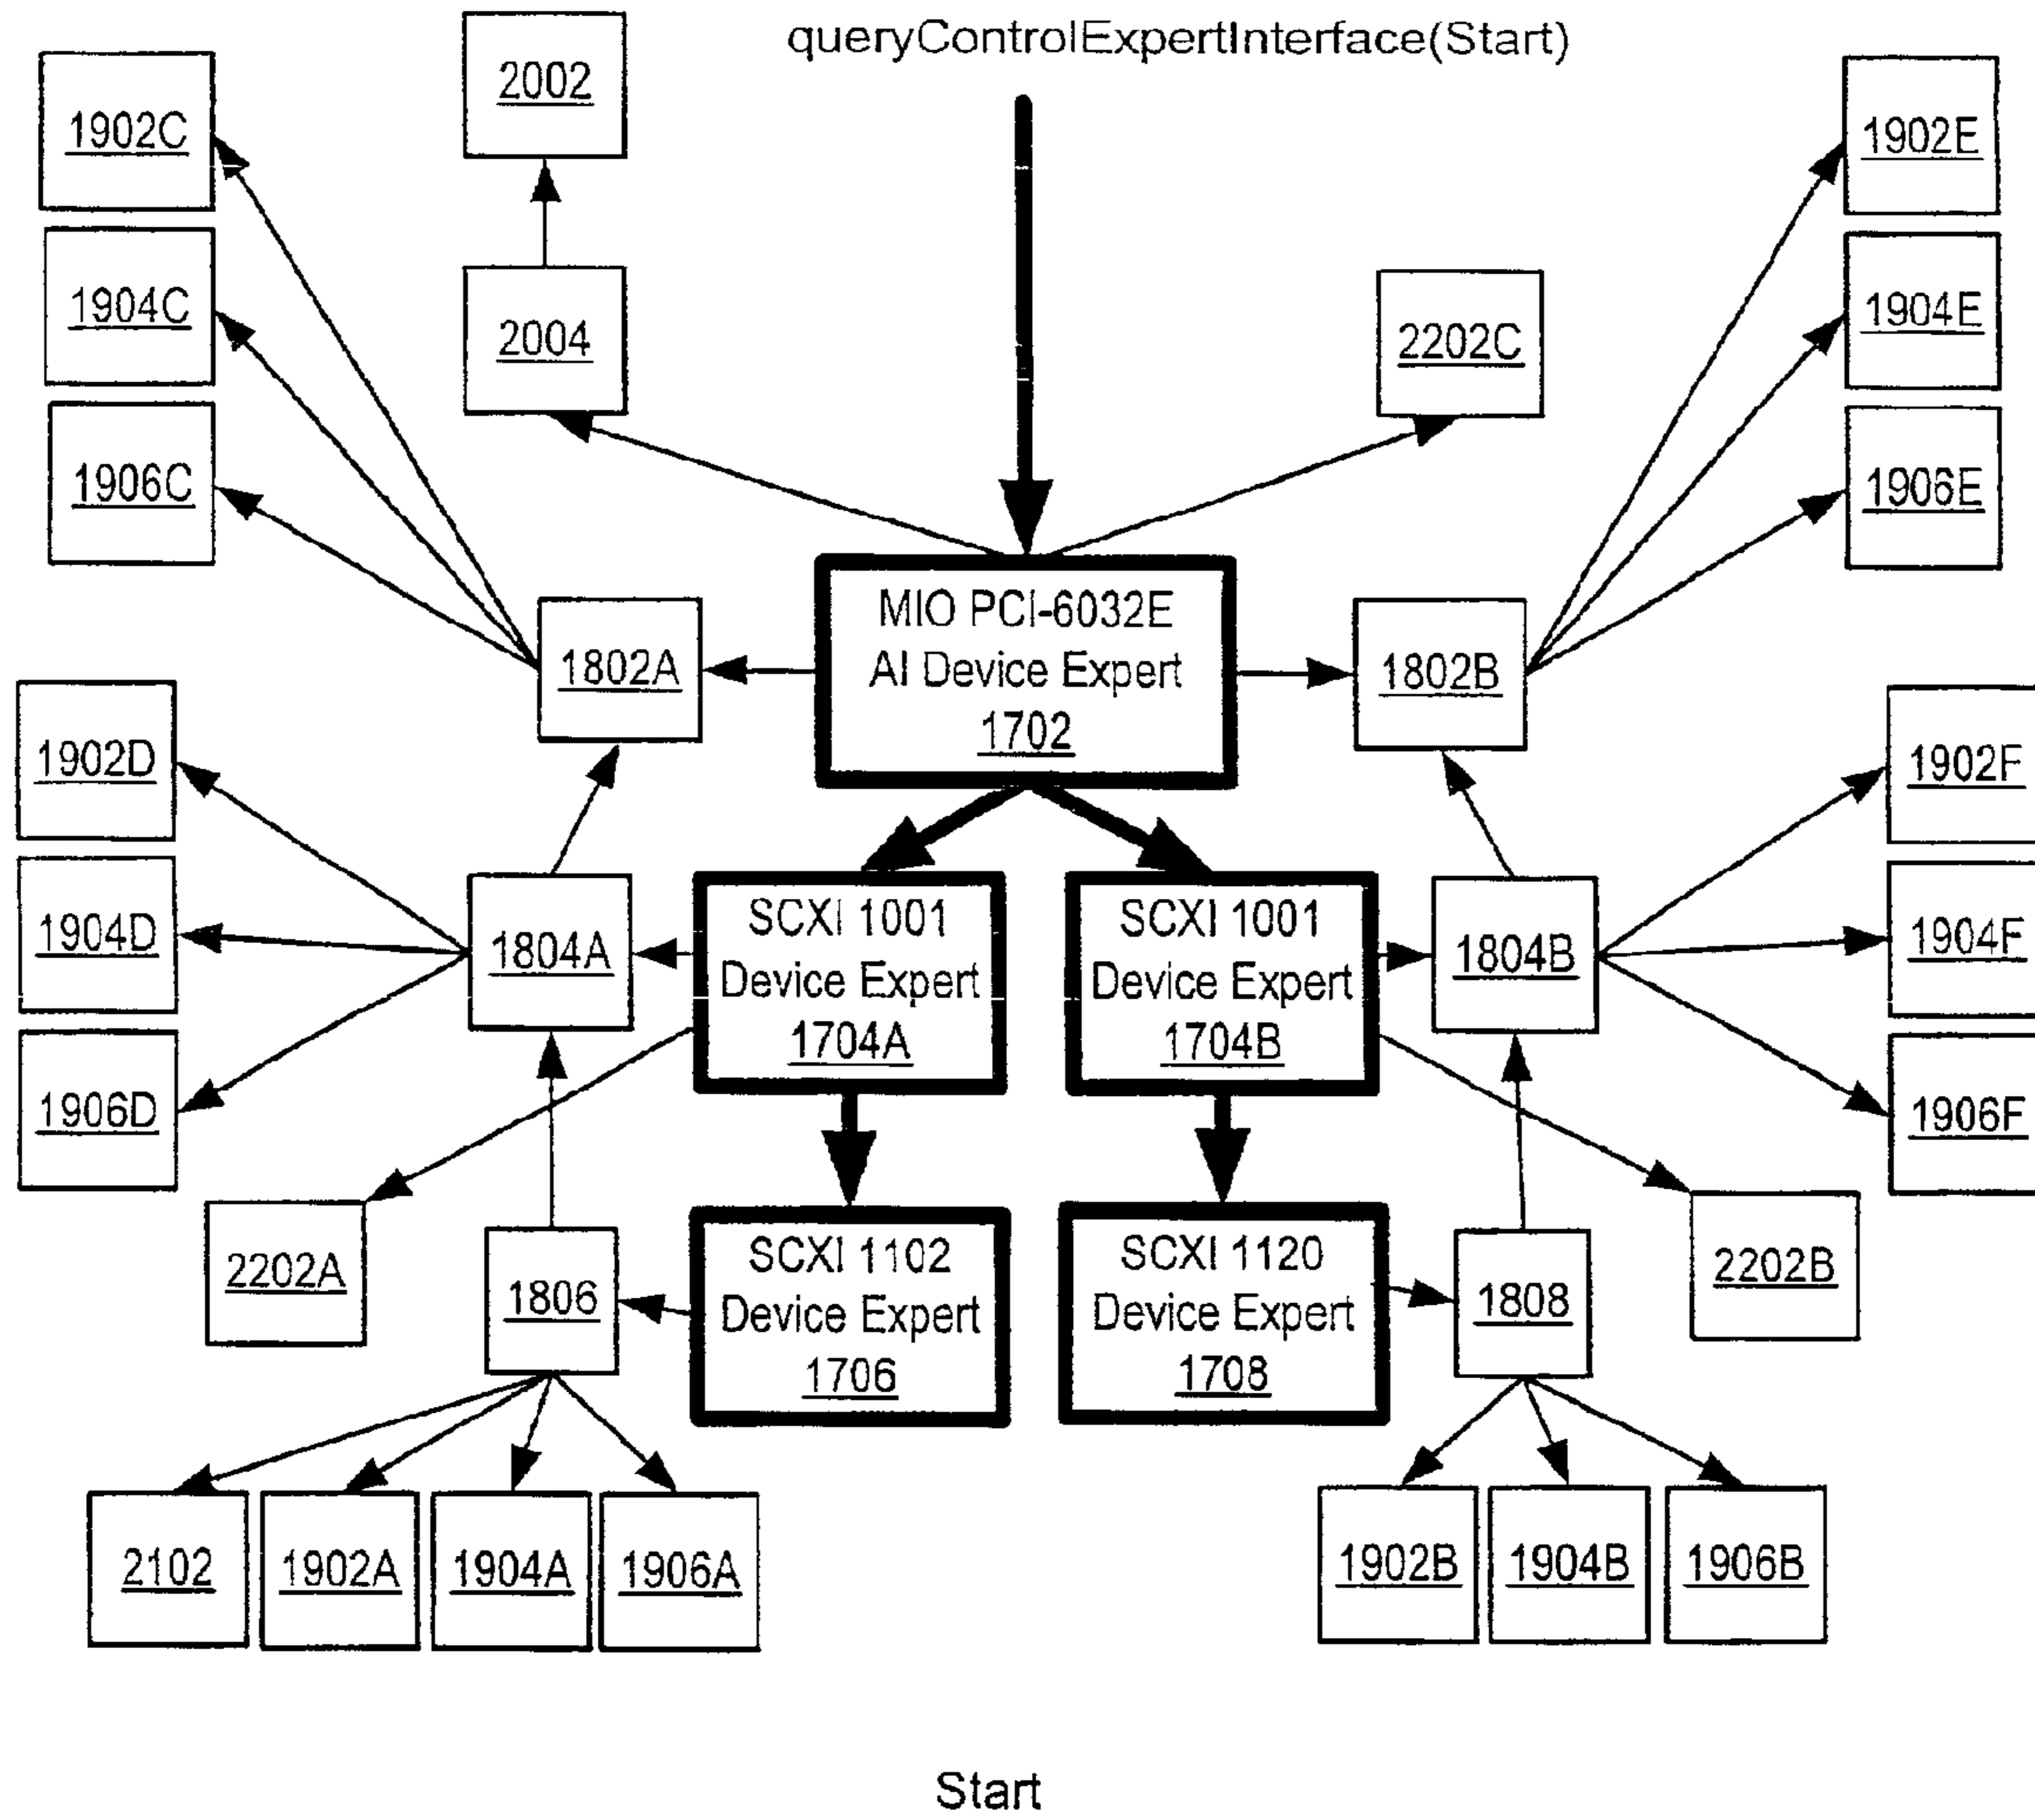 queryControlExpertInterface(Start)
2002
1902C
1902E
1904C
2004
2202C
1904E
1906C
1906E
MIO PCI-6032E
AI Device Expert
1702
1802A
1802B
1902D
1902F
1904D
1804A
SCXI 1001
Device Expert
1704A
SCXI 1001
Device Expert
1704B
1804B
1904F
1906D
1906F
2202A
1806
SCXI 1102
Device Expert
1706
SCXI 1120
Device Expert
1708
1808
2202B
2102
1902A
1904A
1906A
1902B
1904B
1906B
Start